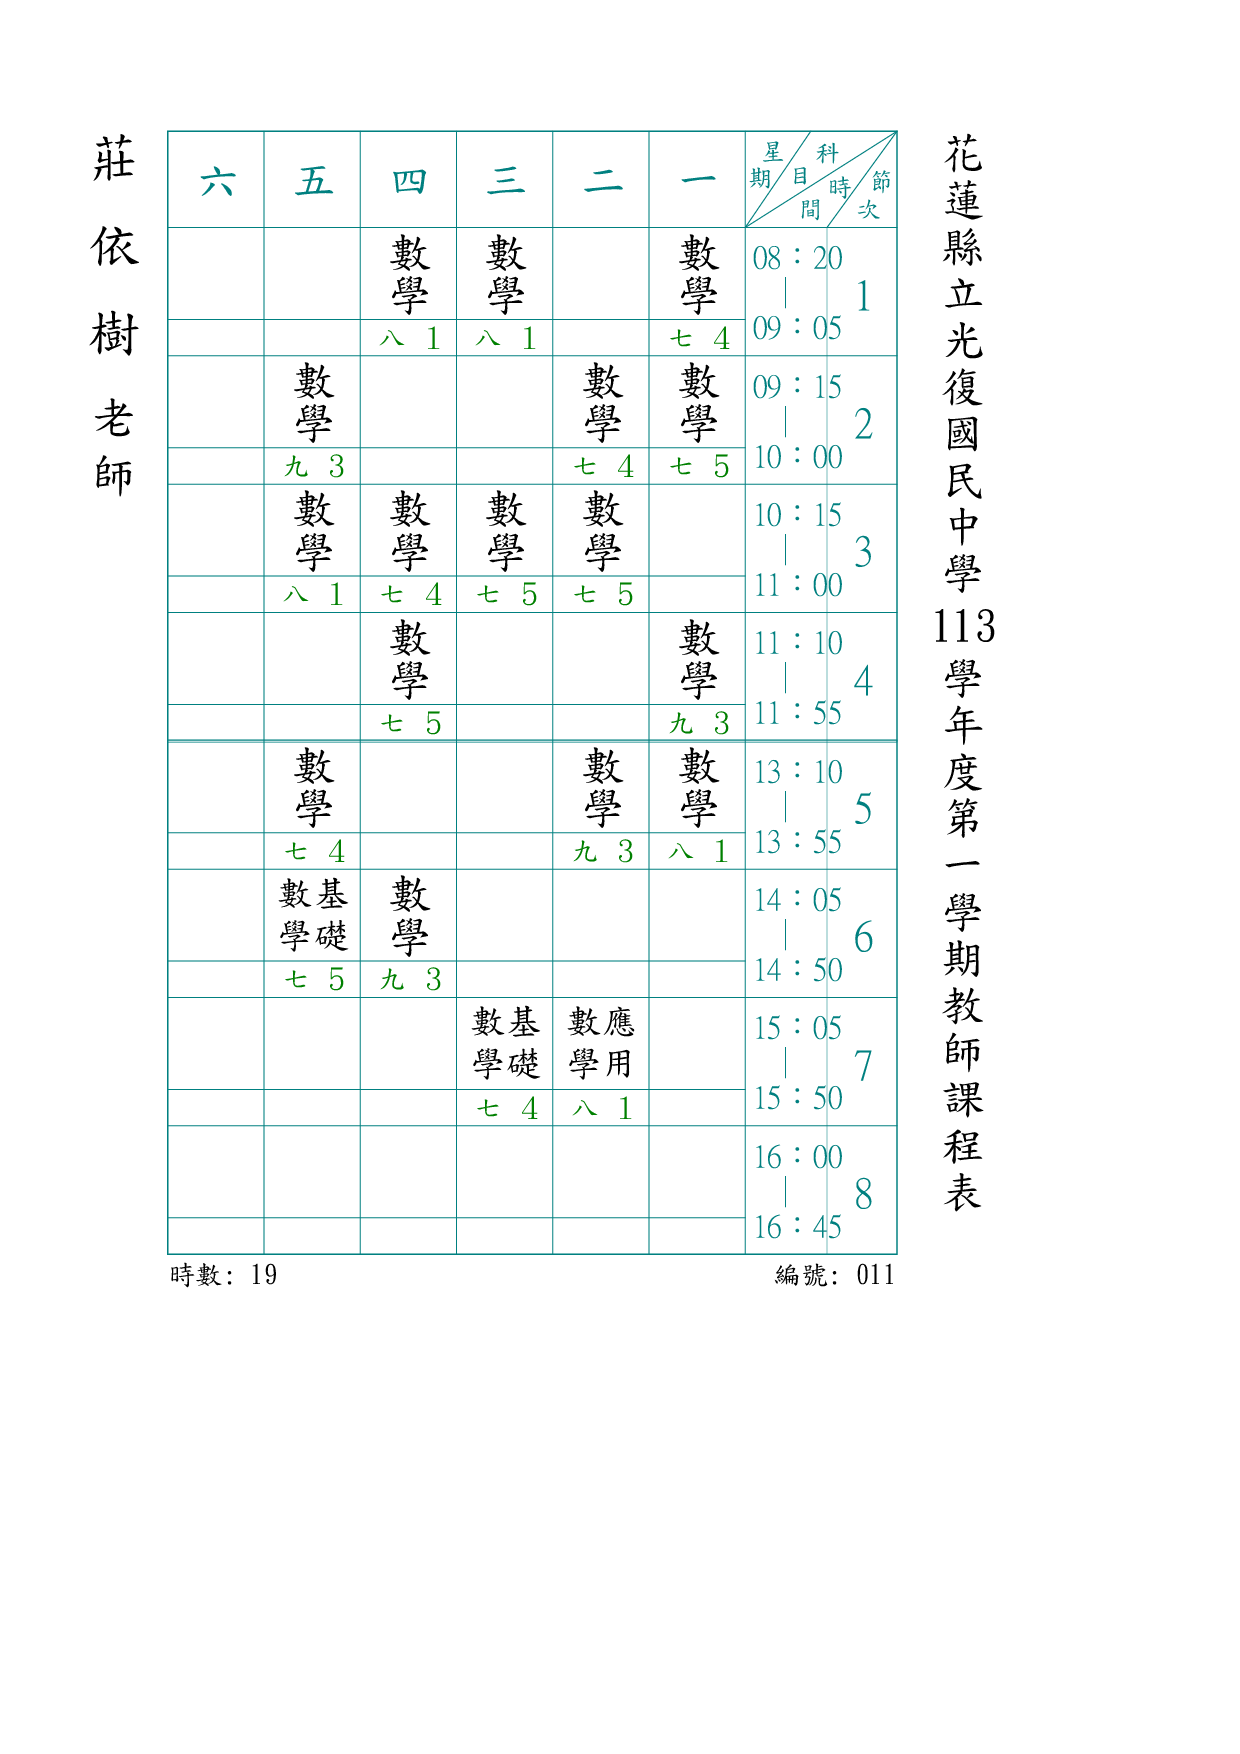 花蓮縣立光復國民中學113學年度第一學期教師課程表
莊依樹老師
星期 科目 時間 節次
一 二 三 四 五 六
08:20 | 09:05 1
數學 七 4
數學 八 1
數學 八 1
09:15 | 10:00 2
數學 七 5
數學 七 4
數學 九 3
10:15 | 11:00 3
數學 七 5
數學 七 5
數學 七 4
數學 八 1
11:10 | 11:55 4
數學 九 3
數學 七 5
13:10 | 13:55 5
數學 八 1
數學 九 3
數學 七 4
14:05 | 14:50 6
數學 九 3
基礎數學 七 5
15:05 | 15:50 7
應用數學 八 1
基礎數學 七 4
16:00 | 16:45 8
編號: 011
時數: 19